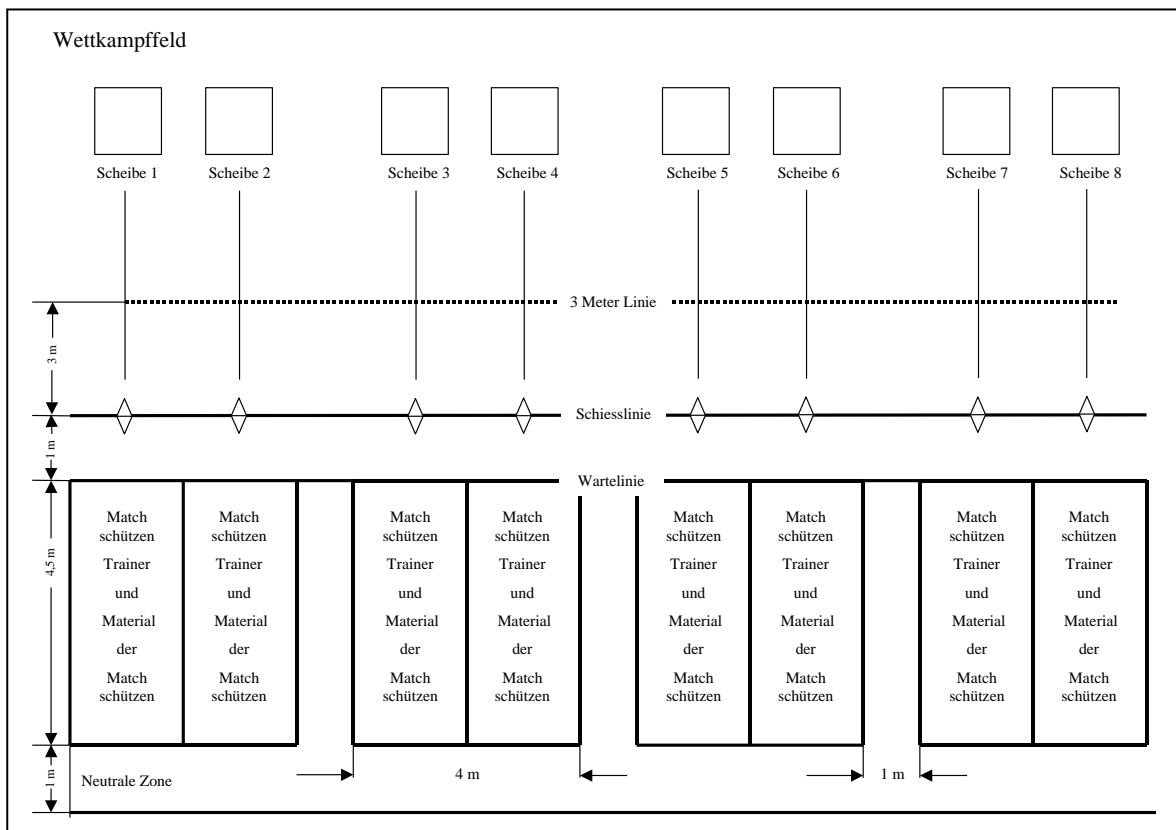 Wettkampffeld
Scheibe 1
Scheibe 2
Scheibe 3
Scheibe 4
Scheibe 5
Scheibe 6
Scheibe 7
Scheibe 8
3 Meter Linie
3 m
Schiesslinie
1 m
Wartelinie
4,5 m
Match
schützen
Trainer
und
Material
der
Match
schützen
Match
schützen
Trainer
und
Material
der
Match
schützen
Match
schützen
Trainer
und
Material
der
Match
schützen
Match
schützen
Trainer
und
Material
der
Match
schützen
Match
schützen
Trainer
und
Material
der
Match
schützen
Match
schützen
Trainer
und
Material
der
Match
schützen
Match
schützen
Trainer
und
Material
der
Match
schützen
Match
schützen
Trainer
und
Material
der
Match
schützen
1 m
Neutrale Zone
4 m
1 m